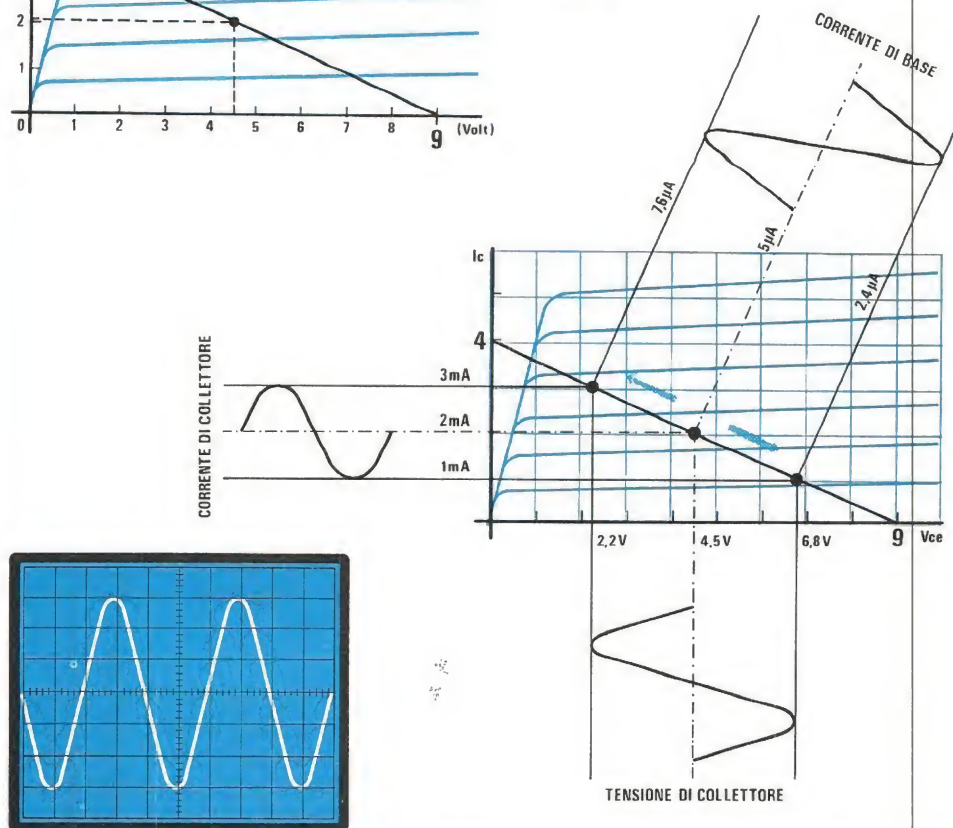 2
1
0 1 2 3 4 5 6 7 8 9 (Volt)
CORRENTE DI BASE
7,6µA
5µA
2,4µA
Ic
4
3mA
2mA
1mA
CORRENTE DI COLLETTORE
2,2V 4,5V 6,8V 9 Vce
TENSIONE DI COLLETTORE